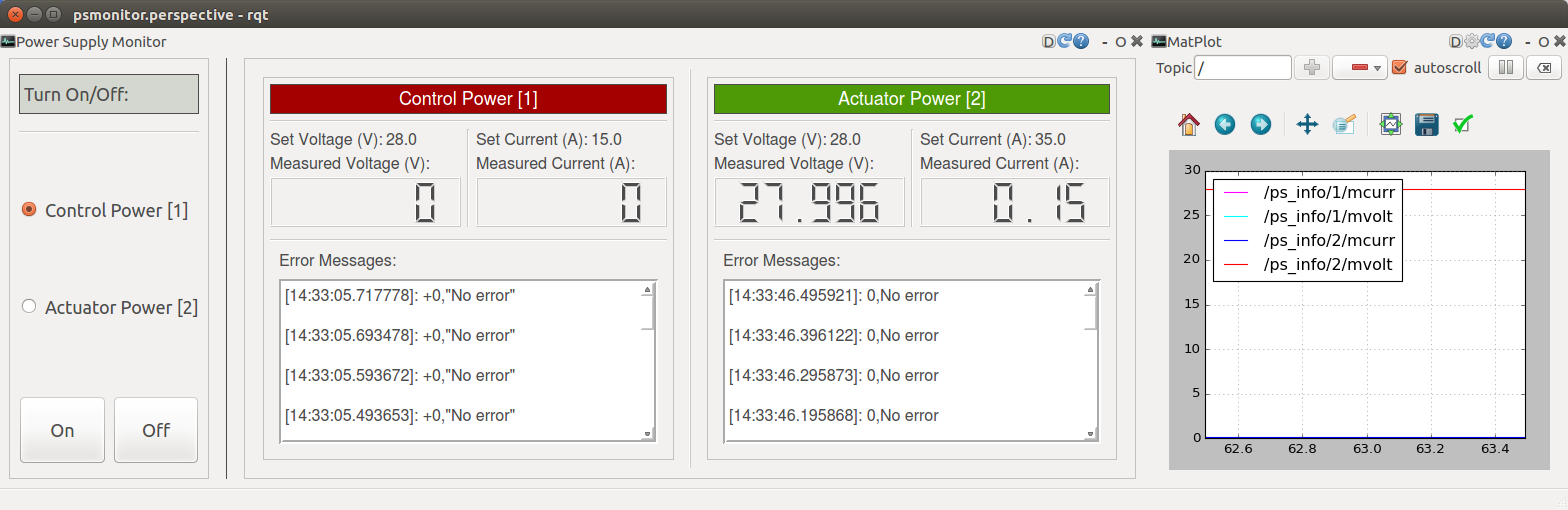 psmonitor.perspective - rqt
Power Supply Monitor
D
- O
MatPlot
D
- O
Turn On/Off:
Control Power [1]
Actuator Power [2]
On
Off
Control Power [1]
Set Voltage (V): 28.0
Set Current (A): 15.0
Measured Voltage (V):
Measured Current (A):
0
0
Error Messages:
[14:33:05.717778]: +0,"No error"
[14:33:05.693478]: +0,"No error"
[14:33:05.593672]: +0,"No error"
[14:33:05.493653]: +0,"No error"
Actuator Power [2]
Set Voltage (V): 28.0
Set Current (A): 35.0
Measured Voltage (V):
Measured Current (A):
27.996
0.15
Error Messages:
[14:33:46.495921]: 0,No error
[14:33:46.396122]: 0,No error
[14:33:46.295873]: 0,No error
[14:33:46.195868]: 0,No error
Topic /
autoscroll
30
25
20
15
10
5
0
/ps_info/1/mcurr
/ps_info/1/mvolt
/ps_info/2/mcurr
/ps_info/2/mvolt
62.6 62.8 63.0 63.2 63.4